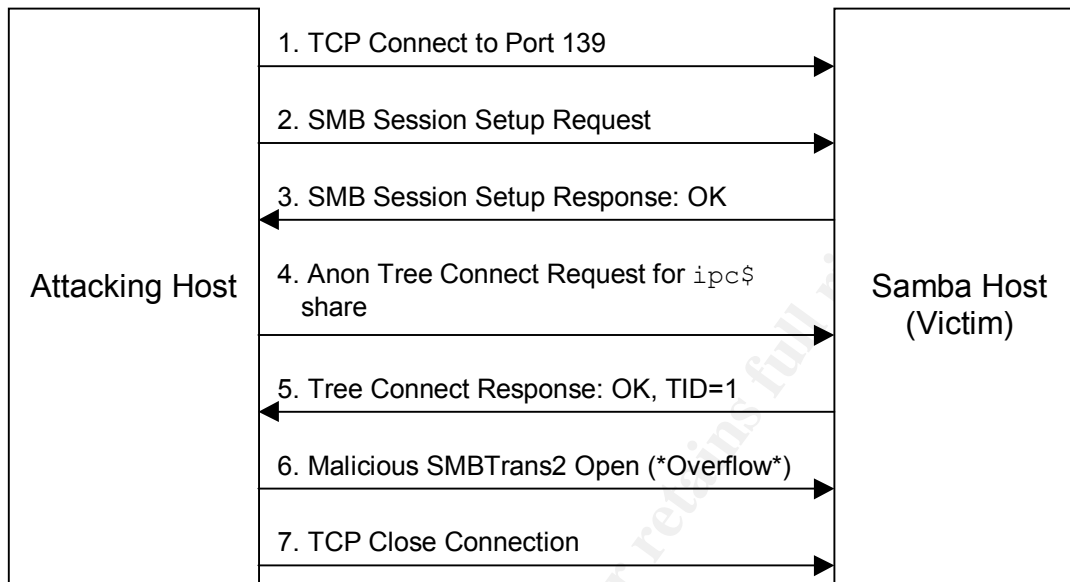 1. TCP Connect to Port 139
2. SMB Session Setup Request
3. SMB Session Setup Response: OK
Attacking Host
4. Anon Tree Connect Request for ipc$
share
Samba Host
(Victim)
5. Tree Connect Response: OK, TID=1
6. Malicious SMBTrans2 Open (*Overflow*)
7. TCP Close Connection
retains full